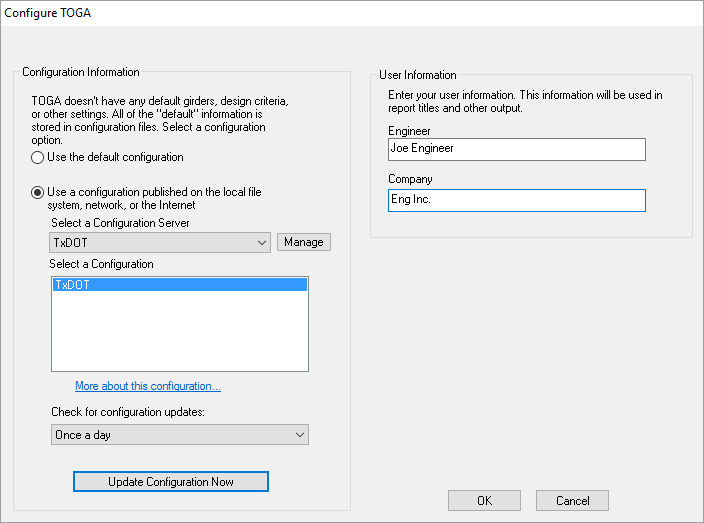 Configure TOGA
Configuration Information
TOGA doesn't have any default girders, design criteria,
or other settings. All of the "default" information is
stored in configuration files. Select a configuration
option.
Use the default configuration
Use a configuration published on the local file
system, network, or the Internet
Select a Configuration Server
TxDOT
Manage
Select a Configuration
TxDOT
More about this configuration...
Check for configuration updates:
Once a day
Update Configuration Now
User Information
Enter your user information. This information will be used in
report titles and other output.
Engineer
Joe Engineer
Company
Eng Inc.
OK
Cancel